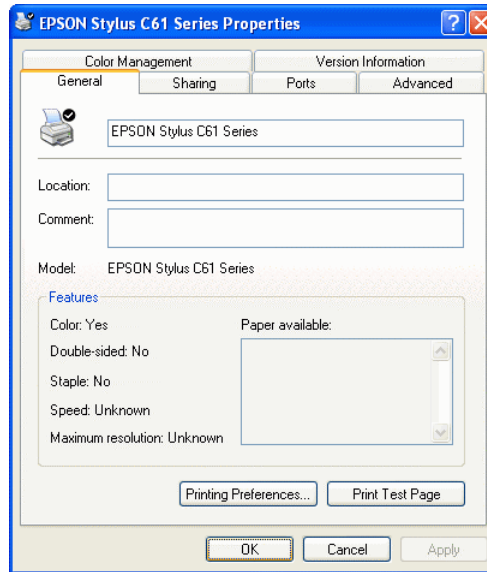 EPSON Stylus C61 Series Properties
Color Management Version Information
General Sharing Ports Advanced
EPSON Stylus C61 Series
Location:
Comment:
Model: EPSON Stylus C61 Series
Features
Color: Yes Paper available:
Double-sided: No
Staple: No
Speed: Unknown
Maximum resolution: Unknown
Printing Preferences... Print Test Page
OK Cancel Apply